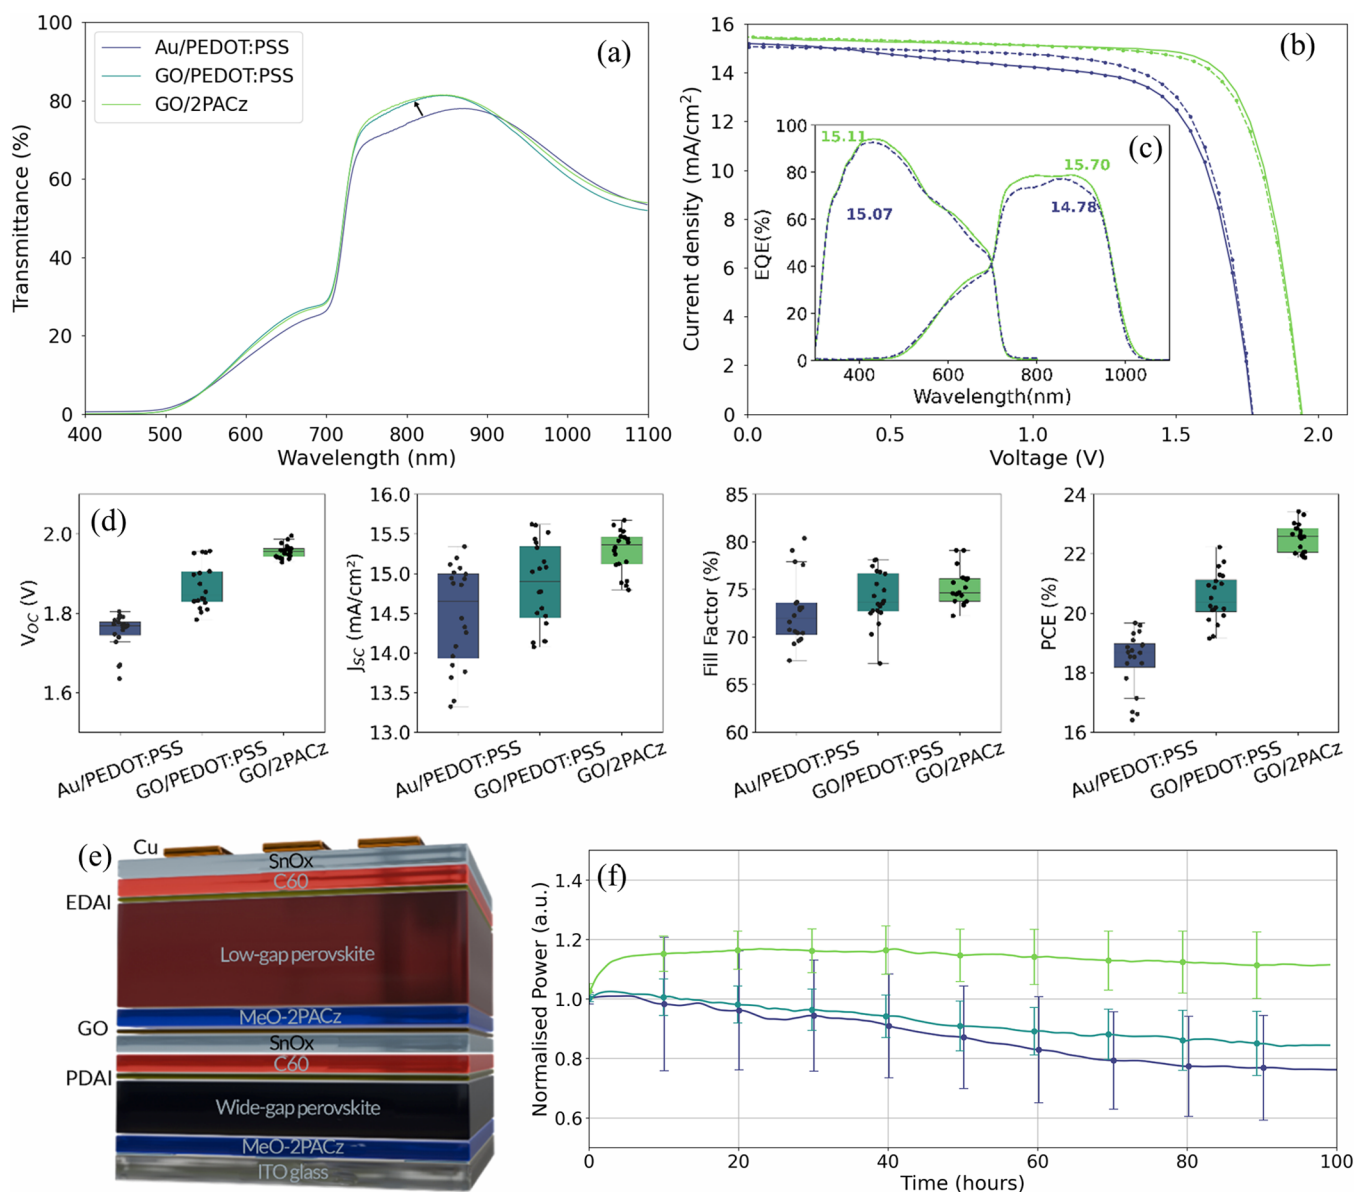 100
80
60
40
20
0
Transmittance (%)
Au/PEDOT:PSS
GO/PEDOT:PSS
GO/2PACz
(a)
400 500 600 700 800 900 1000 1100
Wavelength (nm)
16
14
12
10
8
6
4
2
0
Current density (mA/cm²)
(b)
0.0 0.5 1.0 1.5 2.0
Voltage (V)
100
80
60
40
20
0
EQE(%)
15.11
15.07
15.70
14.78
(c)
400 600 800 1000
Wavelength(nm)
(d)
2.0
1.8
1.6
V_OC (V)
Au/PEDOT:PSS
GO/PEDOT:PSS
GO/2PACz
16.0
15.5
15.0
14.5
14.0
13.5
13.0
J_SC (mA/cm²)
Au/PEDOT:PSS
GO/PEDOT:PSS
GO/2PACz
85
80
75
70
65
60
Fill Factor (%)
Au/PEDOT:PSS
GO/PEDOT:PSS
GO/2PACz
24
22
20
18
16
PCE (%)
Au/PEDOT:PSS
GO/PEDOT:PSS
GO/2PACz
(e)
Cu
SnOx
C60
EDAI
Low-gap perovskite
MeO-2PACz
GO
SnOx
C60
PDAI
Wide-gap perovskite
MeO-2PACz
ITO glass
(f)
1.4
1.2
1.0
0.8
0.6
Normalised Power (a.u.)
0 20 40 60 80 100
Time (hours)